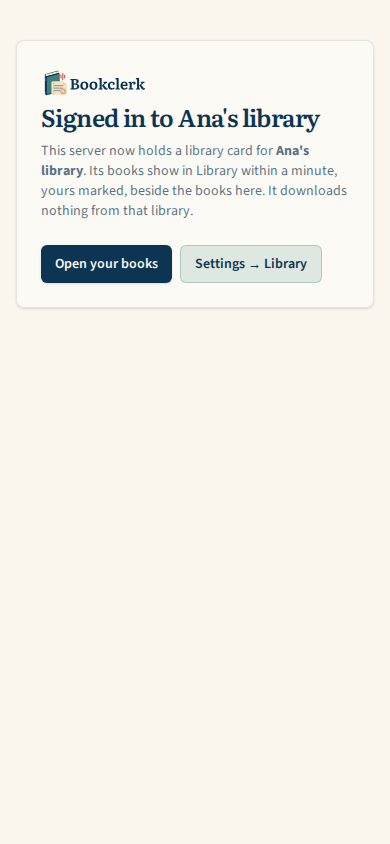 Bookclerk
Signed in to Ana's library
This server now holds a library card for Ana's
library. Its books show in Library within a minute,
yours marked, beside the books here. It downloads
nothing from that library.
Open your books
Settings → Library